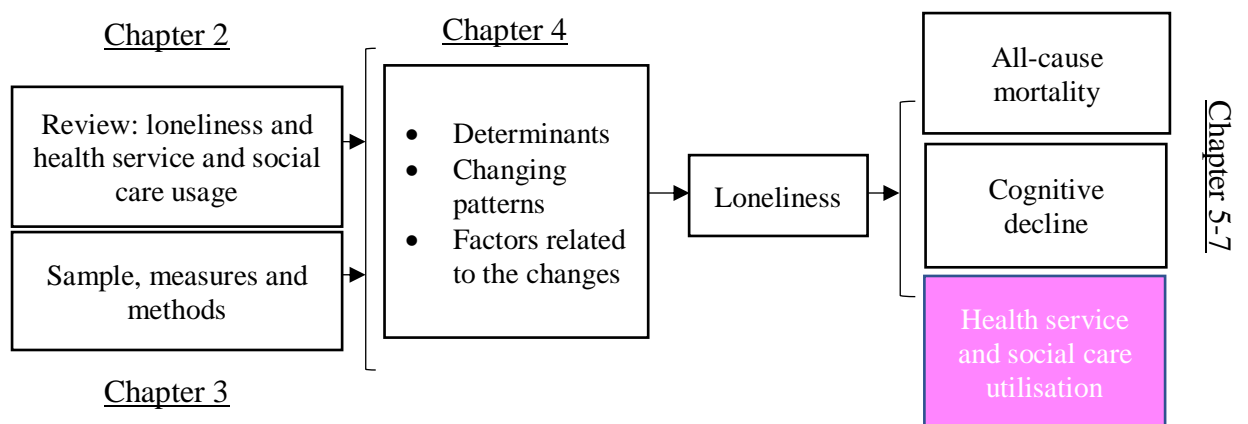 Chapter 2
Review: loneliness and
health service and social
care usage
Sample, measures and
methods
Chapter 3
Chapter 4
• Determinants
• Changing
patterns
• Factors related
to the changes
Loneliness
All-cause
mortality
Cognitive
decline
Health service
and social care
utilisation
Chapter 5-7